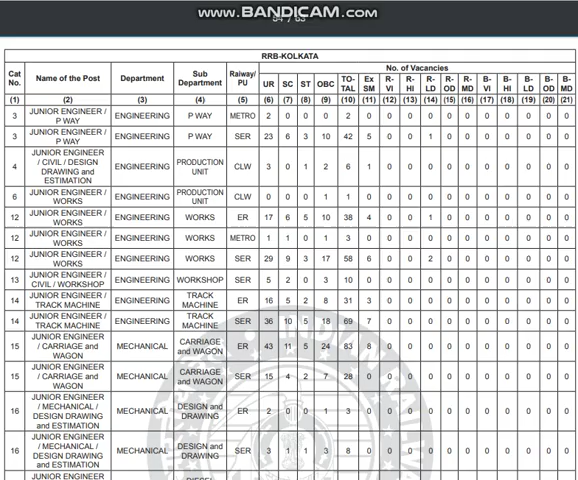 www.BANDICAM.com
54 / 63
RRB-KOLKATA
Cat No. | Name of the Post | Department | Sub Department | Raiway/ PU | No. of Vacancies
UR | SC | ST | OBC | TO-TAL | Ex SM | R-VI | R-HI | R-LD | R-OD | R-MD | B-VI | B-HI | B-LD | B-OD | B-MD
(1) | (2) | (3) | (4) | (5) | (6) | (7) | (8) | (9) | (10) | (11) | (12) | (13) | (14) | (15) | (16) | (17) | (18) | (19) | (20) | (21)
3 | JUNIOR ENGINEER / P WAY | ENGINEERING | P WAY | METRO | 2 | 0 | 0 | 0 | 2 | 0 | 0 | 0 | 0 | 0 | 0 | 0 | 0 | 0 | 0 | 0
3 | JUNIOR ENGINEER / P WAY | ENGINEERING | P WAY | SER | 23 | 6 | 3 | 10 | 42 | 5 | 0 | 0 | 1 | 0 | 0 | 0 | 0 | 0 | 0 | 0
4 | JUNIOR ENGINEER / CIVIL / DESIGN DRAWING and ESTIMATION | ENGINEERING | PRODUCTION UNIT | CLW | 3 | 0 | 1 | 2 | 6 | 1 | 0 | 0 | 0 | 0 | 0 | 0 | 0 | 0 | 0 | 0
6 | JUNIOR ENGINEER / WORKS | ENGINEERING | PRODUCTION UNIT | CLW | 0 | 0 | 0 | 1 | 1 | 0 | 0 | 0 | 0 | 0 | 0 | 0 | 0 | 0 | 0 | 0
12 | JUNIOR ENGINEER / WORKS | ENGINEERING | WORKS | ER | 17 | 6 | 5 | 10 | 38 | 4 | 0 | 0 | 1 | 0 | 0 | 0 | 0 | 0 | 0 | 0
12 | JUNIOR ENGINEER / WORKS | ENGINEERING | WORKS | METRO | 1 | 1 | 0 | 1 | 3 | 0 | 0 | 0 | 0 | 0 | 0 | 0 | 0 | 0 | 0 | 0
12 | JUNIOR ENGINEER / WORKS | ENGINEERING | WORKS | SER | 29 | 9 | 3 | 17 | 58 | 6 | 0 | 0 | 2 | 0 | 0 | 0 | 0 | 0 | 0 | 0
13 | JUNIOR ENGINEER / CIVIL / WORKSHOP | ENGINEERING | WORKSHOP | SER | 5 | 2 | 0 | 3 | 10 | 0 | 0 | 0 | 0 | 0 | 0 | 0 | 0 | 0 | 0 | 0
14 | JUNIOR ENGINEER / TRACK MACHINE | ENGINEERING | TRACK MACHINE | ER | 16 | 5 | 2 | 8 | 31 | 3 | 0 | 0 | 0 | 0 | 0 | 0 | 0 | 0 | 0 | 0
14 | JUNIOR ENGINEER / TRACK MACHINE | ENGINEERING | TRACK MACHINE | SER | 36 | 10 | 5 | 18 | 69 | 7 | 0 | 0 | 0 | 0 | 0 | 0 | 0 | 0 | 0 | 0
15 | JUNIOR ENGINEER / CARRIAGE and WAGON | MECHANICAL | CARRIAGE and WAGON | ER | 43 | 11 | 5 | 24 | 83 | 8 | 0 | 0 | 0 | 0 | 0 | 0 | 0 | 0 | 0 | 0
15 | JUNIOR ENGINEER / CARRIAGE and WAGON | MECHANICAL | CARRIAGE and WAGON | SER | 15 | 4 | 2 | 7 | 28 | 0 | 0 | 0 | 0 | 0 | 0 | 0 | 0 | 0 | 0 | 0
16 | JUNIOR ENGINEER / MECHANICAL / DESIGN DRAWING and ESTIMATION | MECHANICAL | DESIGN and DRAWING | ER | 2 | 0 | 0 | 1 | 3 | 0 | 0 | 0 | 0 | 0 | 0 | 0 | 0 | 0 | 0 | 0
16 | JUNIOR ENGINEER / MECHANICAL / DESIGN DRAWING and ESTIMATION | MECHANICAL | DESIGN and DRAWING | SER | 3 | 1 | 1 | 3 | 8 | 0 | 0 | 0 | 0 | 0 | 0 | 0 | 0 | 0 | 0 | 0
JUNIOR ENGINEER